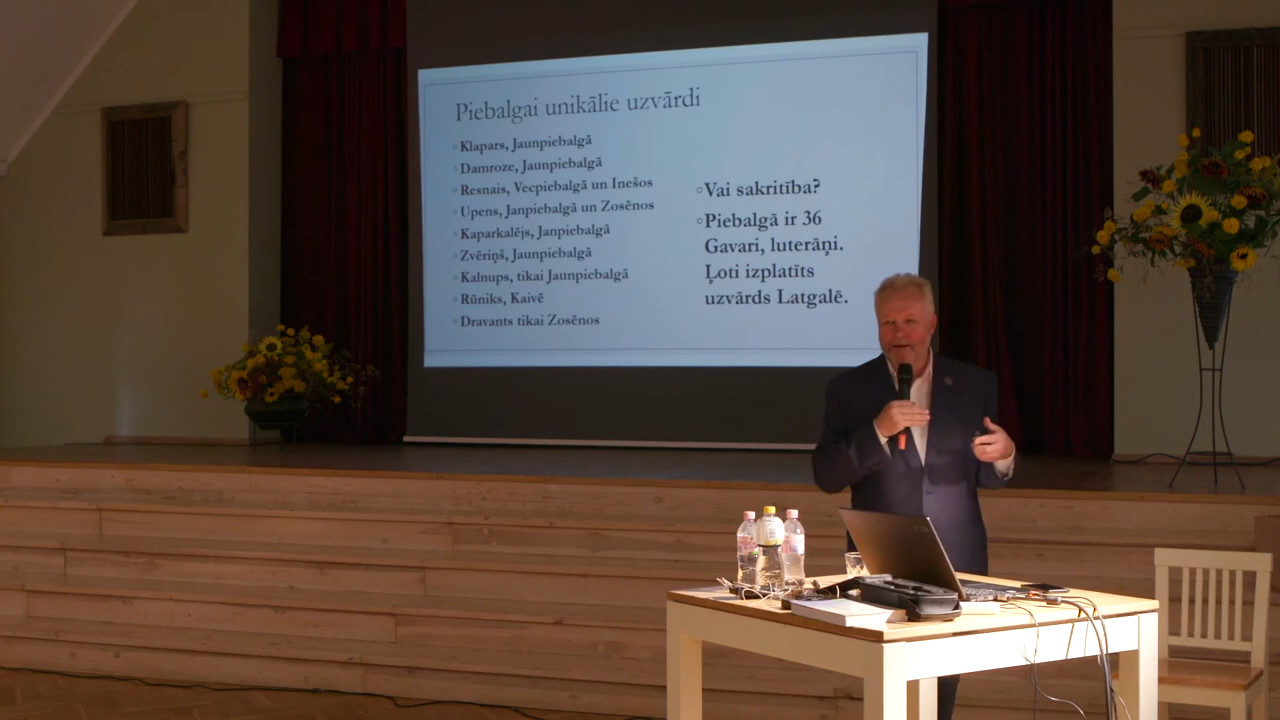 Piebalgai unikālie uzvārdi
Klapars, Jaunpiebalgā
Damroze, Jaunpiebalgā
Resnais, Vecpiebalgā un Inešos
Upens, Janpiebalgā un Zosēnos
Kaparkalējs, Janpiebalgā
Zvēriņš, Jaunpiebalgā
Kalnups, tikai Jaunpiebalgā
Rūniks, Kaivē
Dravants tikai Zosēnos
Vai sakritība?
Piebalgā ir 36
Gavari, luterāņi.
Ļoti izplatīts
uzvārds Latgalē.